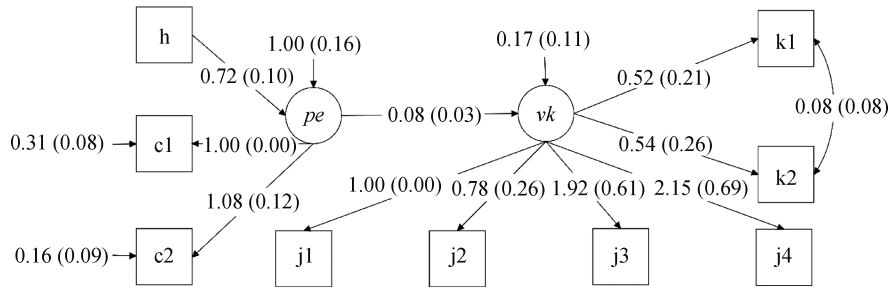 h
1.00 (0.16)
0.17 (0.11)
k1
0.72 (0.10)
0.52 (0.21)
pe
0.08 (0.03)
vk
0.08 (0.08)
0.31 (0.08)
c1
1.00 (0.00)
0.54 (0.26)
k2
1.08 (0.12)
1.00 (0.00)
0.78 (0.26)
1.92 (0.61)
2.15 (0.69)
0.16 (0.09)
c2
j1
j2
j3
j4